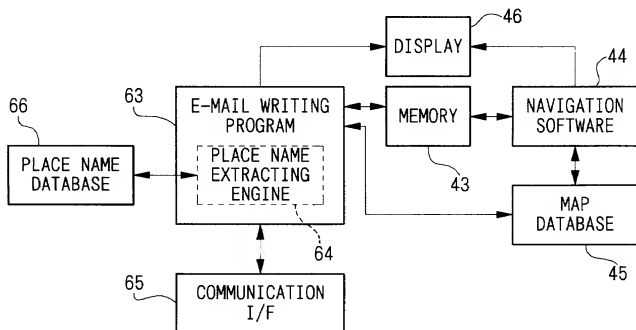 46
DISPLAY
44
63
E-MAIL WRITING
PROGRAM
MEMORY
NAVIGATION
SOFTWARE
66
PLACE NAME
DATABASE
PLACE NAME
EXTRACTING
ENGINE
43
64
MAP
DATABASE
45
65
COMMUNICATION
I/F